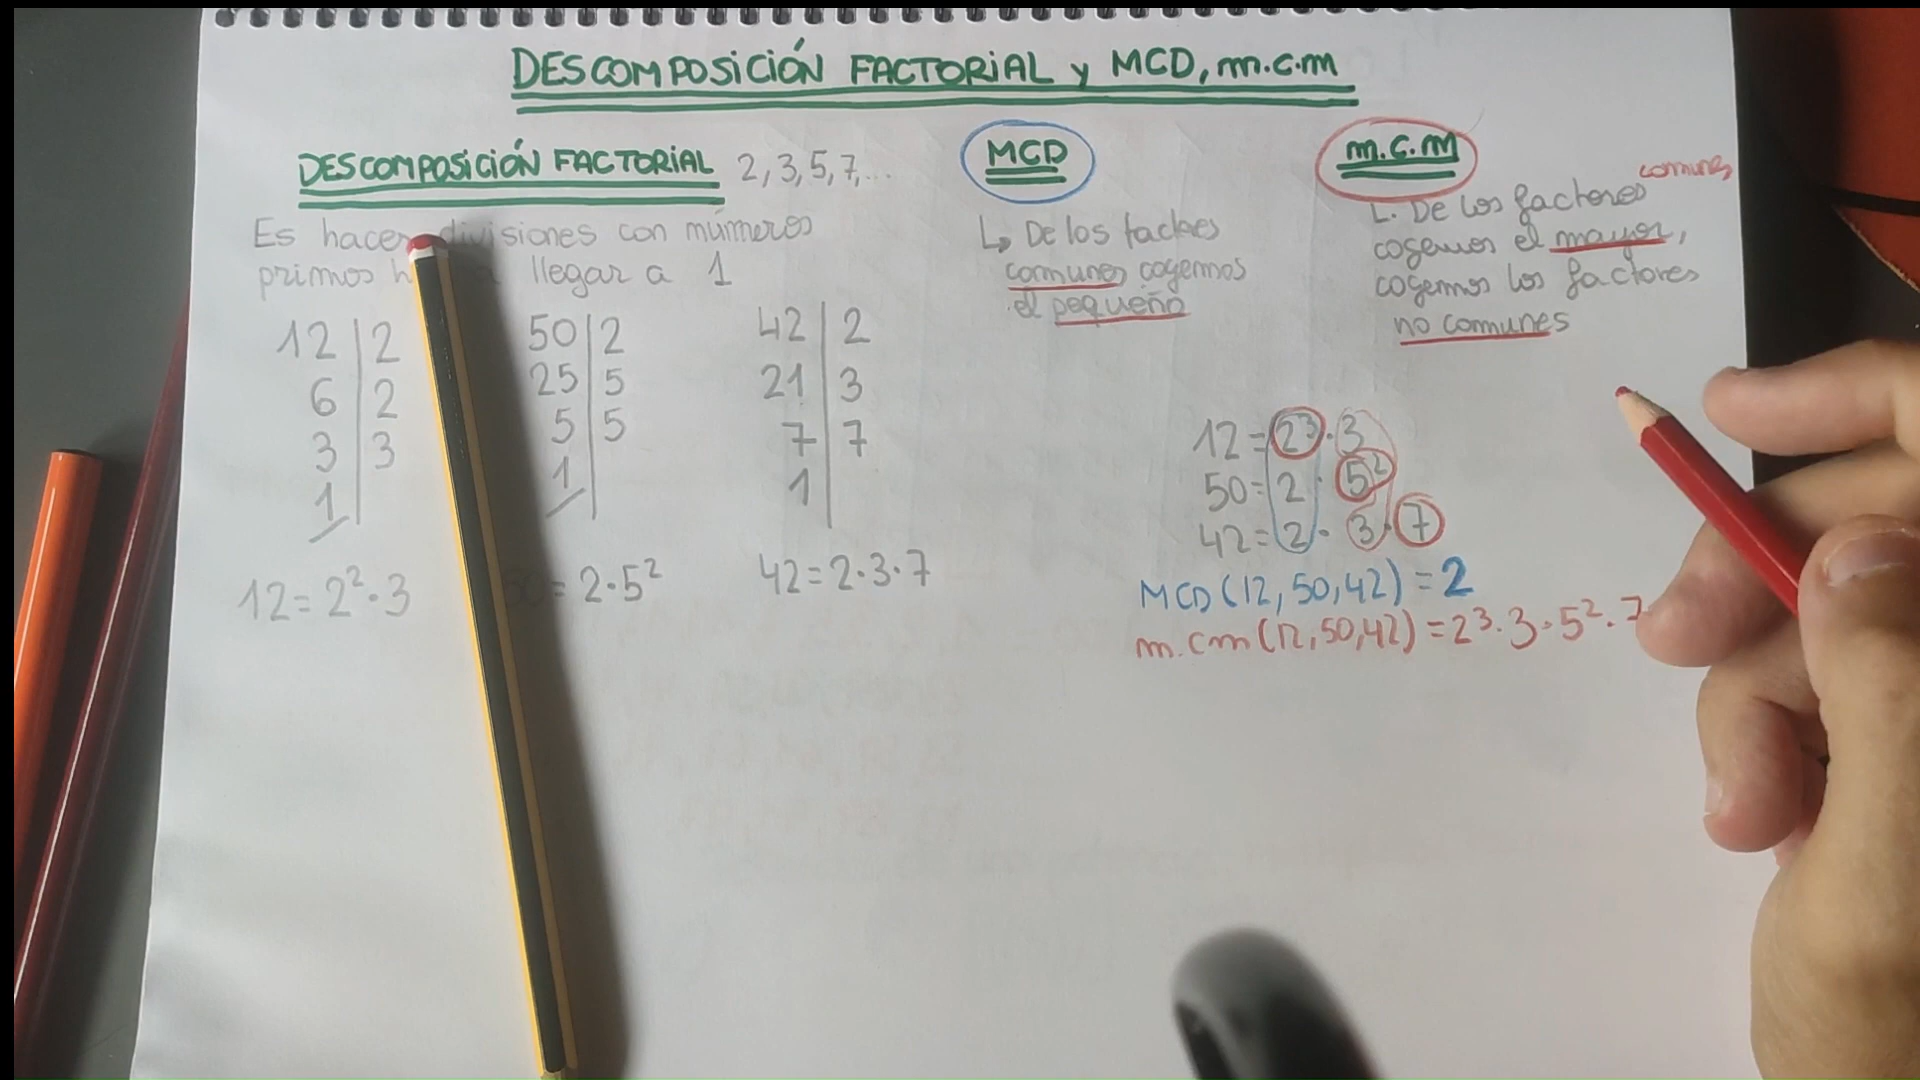 DESCOMPOSICIÓN FACTORIAL y MCD, m.c.m
DESCOMPOSICIÓN FACTORIAL 2, 3, 5, 7, ...
Es hacer divisiones con números
primos llegar a 1
12 | 2
6 | 2
3 | 3
1
12 = 2² · 3
50 | 2
25 | 5
5 | 5
1
= 2 · 5²
42 | 2
21 | 3
7 | 7
1
42 = 2 · 3 · 7
MCD
↳ De los factores
comunes cogemos
el pequeño
m.c.m
comunes
L. De los factores
cogemos el mayor,
cogemos los factores
no comunes
12 = 2³ · 3
50 = 2 · 5²
42 = 2 · 3 · 7
MCD (12, 50, 42) = 2
m.cm (12, 50, 42) = 2³ · 3 · 5² · 7